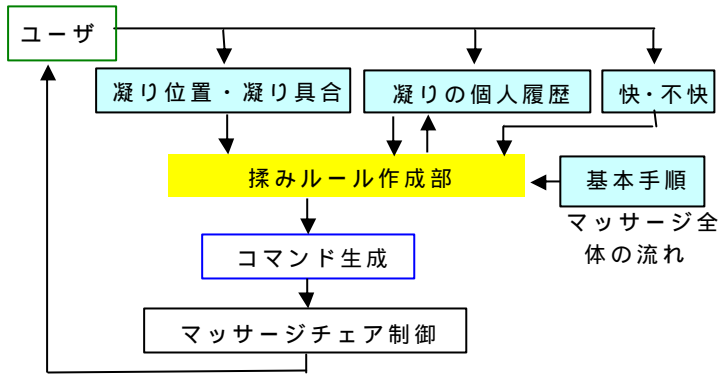 ユーザ
凝り位置・凝り具合
凝りの個人履歴
快・不快
揉みルール作成部
基本手順
マッサージ全
体の流れ
コマンド生成
マッサージチェア制御